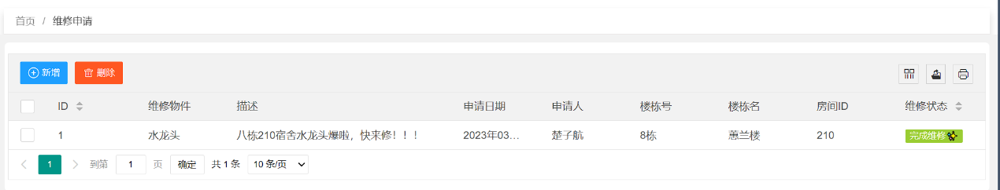 首页 / 维修申请
新增 删除
ID 维修物件 描述 申请日期 申请人 楼栋号 楼栋名 房间ID 维修状态
1 水龙头 八栋210宿舍水龙头爆啦，快来修！！！ 2023年03... 楚子航 8栋 蕙兰楼 210 完成维修
1 到第 1 页 确定 共 1 条 10 条/页